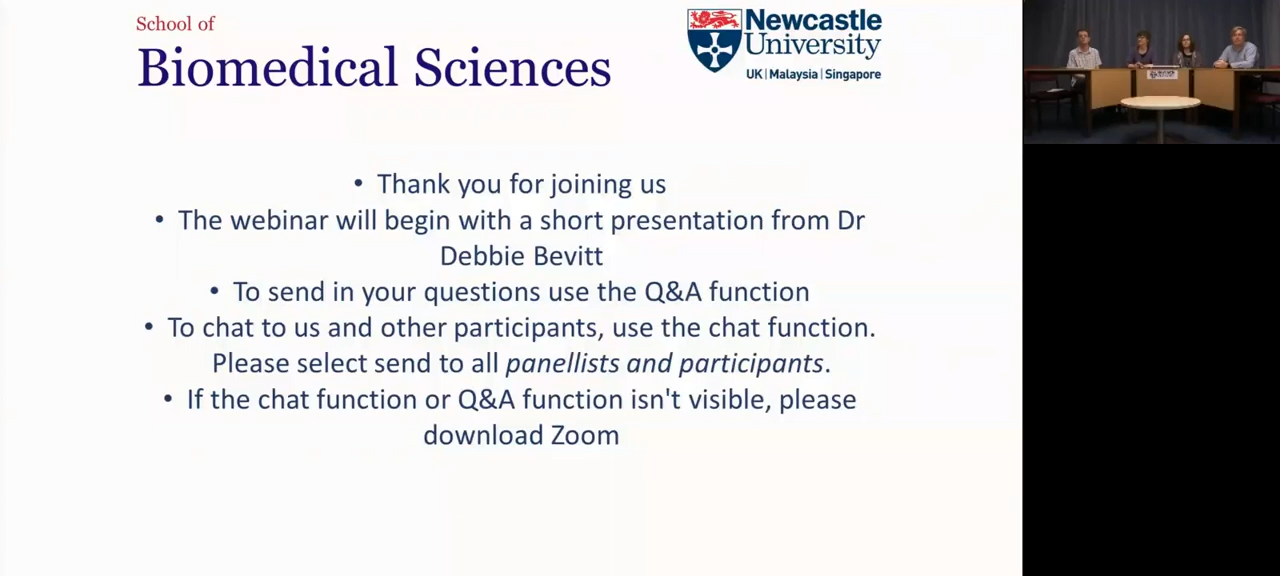 School of
Biomedical Sciences
Newcastle
University
UK | Malaysia | Singapore
• Thank you for joining us
• The webinar will begin with a short presentation from Dr
Debbie Bevitt
• To send in your questions use the Q&A function
• To chat to us and other participants, use the chat function.
Please select send to all panellists and participants.
• If the chat function or Q&A function isn't visible, please
download Zoom